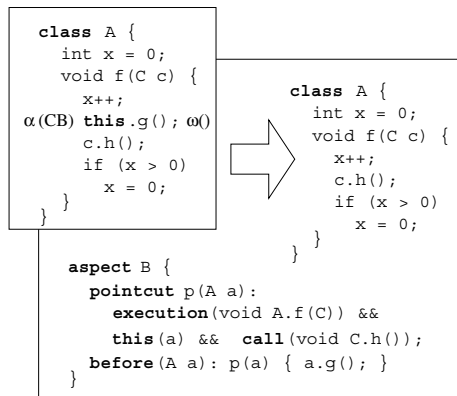 class A {
int x = 0;
void f(C c) {
x++;
α(CB) this.g(); ω()
c.h();
if (x > 0)
x = 0;
}
}
class A {
int x = 0;
void f(C c) {
x++;
c.h();
if (x > 0)
x = 0;
}
}
aspect B {
pointcut p(A a):
execution(void A.f(C)) &&
this(a) && call(void C.h());
before(A a): p(a) { a.g(); }
}